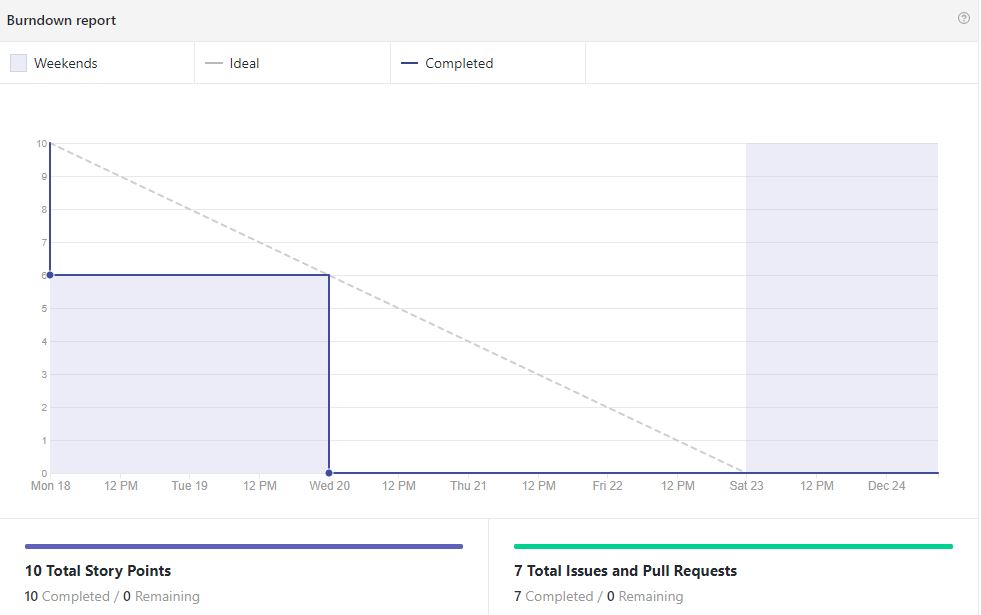 Burndown report
Weekends Ideal Completed
10
9
8
7
6
5
4
3
2
1
0
Mon 18 12 PM Tue 19 12 PM Wed 20 12 PM Thu 21 12 PM Fri 22 12 PM Sat 23 12 PM Dec 24
10 Total Story Points
10 Completed / 0 Remaining
7 Total Issues and Pull Requests
7 Completed / 0 Remaining